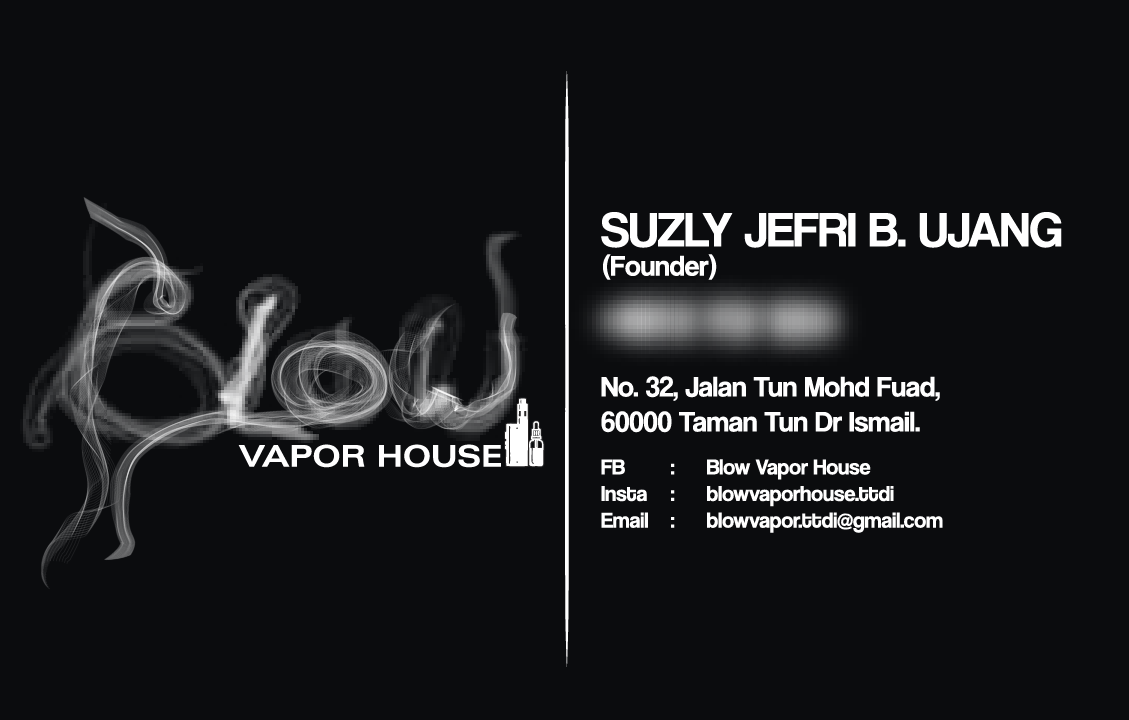 Blow
VAPOR HOUSE
SUZLY JEFRI B. UJANG
(Founder)
No. 32, Jalan Tun Mohd Fuad,
60000 Taman Tun Dr Ismail.
FB : Blow Vapor House
Insta : blowvaporhouse.ttdi
Email : blowvapor.ttdi@gmail.com